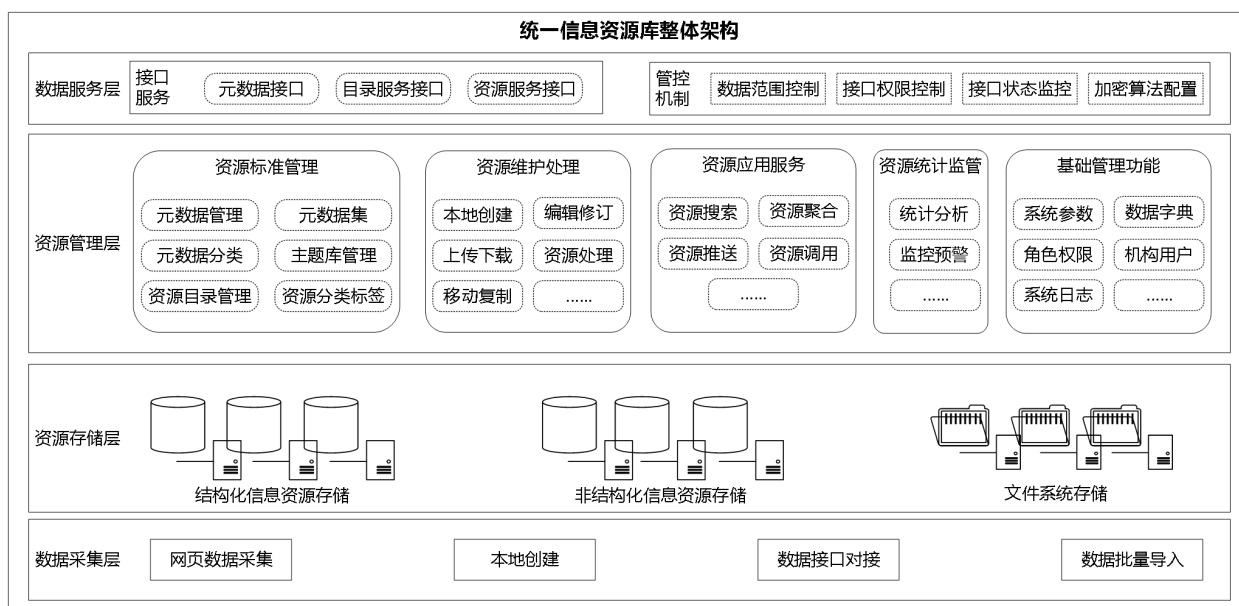 统一信息资源库整体架构
数据服务层
接口
服务
元数据接口
目录服务接口
资源服务接口
管控
机制
数据范围控制
接口权限控制
接口状态监控
加密算法配置
资源管理层
资源标准管理
元数据管理
元数据集
元数据分类
主题库管理
资源目录管理
资源分类标签
资源维护处理
本地创建
编辑修订
上传下载
资源处理
移动复制
......
资源应用服务
资源搜索
资源聚合
资源推送
资源调用
......
资源统计监管
统计分析
监控预警
......
基础管理功能
系统参数
数据字典
角色权限
机构用户
系统日志
......
资源存储层
结构化信息资源存储
非结构化信息资源存储
文件系统存储
数据采集层
网页数据采集
本地创建
数据接口对接
数据批量导入